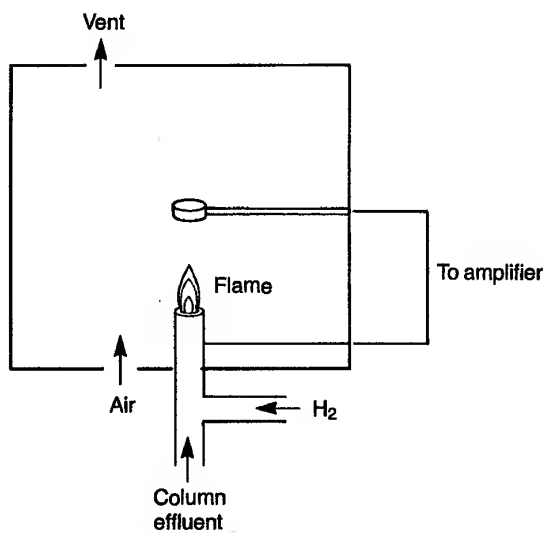 Vent
Flame
To amplifier
Air
H₂
Column
effluent